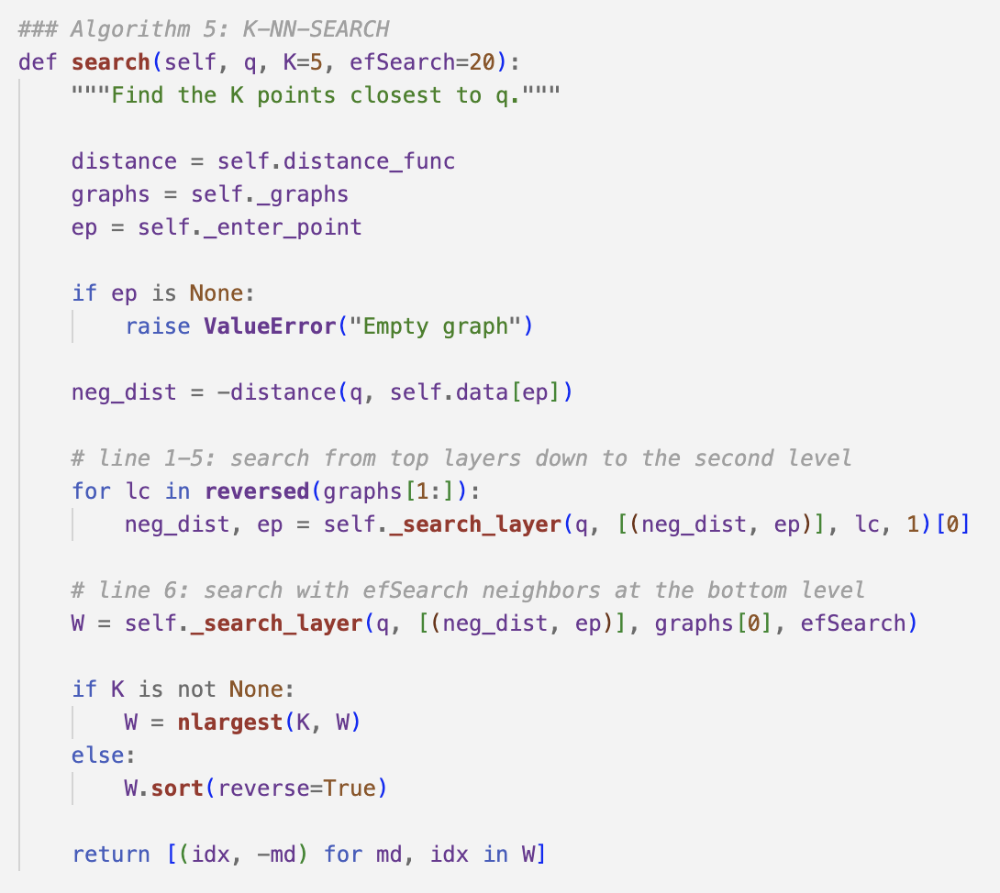 ### Algorithm 5: K-NN-SEARCH
def search(self, q, K=5, efSearch=20):
    """Find the K points closest to q."""

    distance = self.distance_func
    graphs = self._graphs
    ep = self._enter_point

    if ep is None:
        raise ValueError("Empty graph")

    neg_dist = -distance(q, self.data[ep])

    # line 1-5: search from top layers down to the second level
    for lc in reversed(graphs[1:]):
        neg_dist, ep = self._search_layer(q, [(neg_dist, ep)], lc, 1)[0]

    # line 6: search with efSearch neighbors at the bottom level
    W = self._search_layer(q, [(neg_dist, ep)], graphs[0], efSearch)

    if K is not None:
        W = nlargest(K, W)
    else:
        W.sort(reverse=True)

    return [(idx, -md) for md, idx in W]